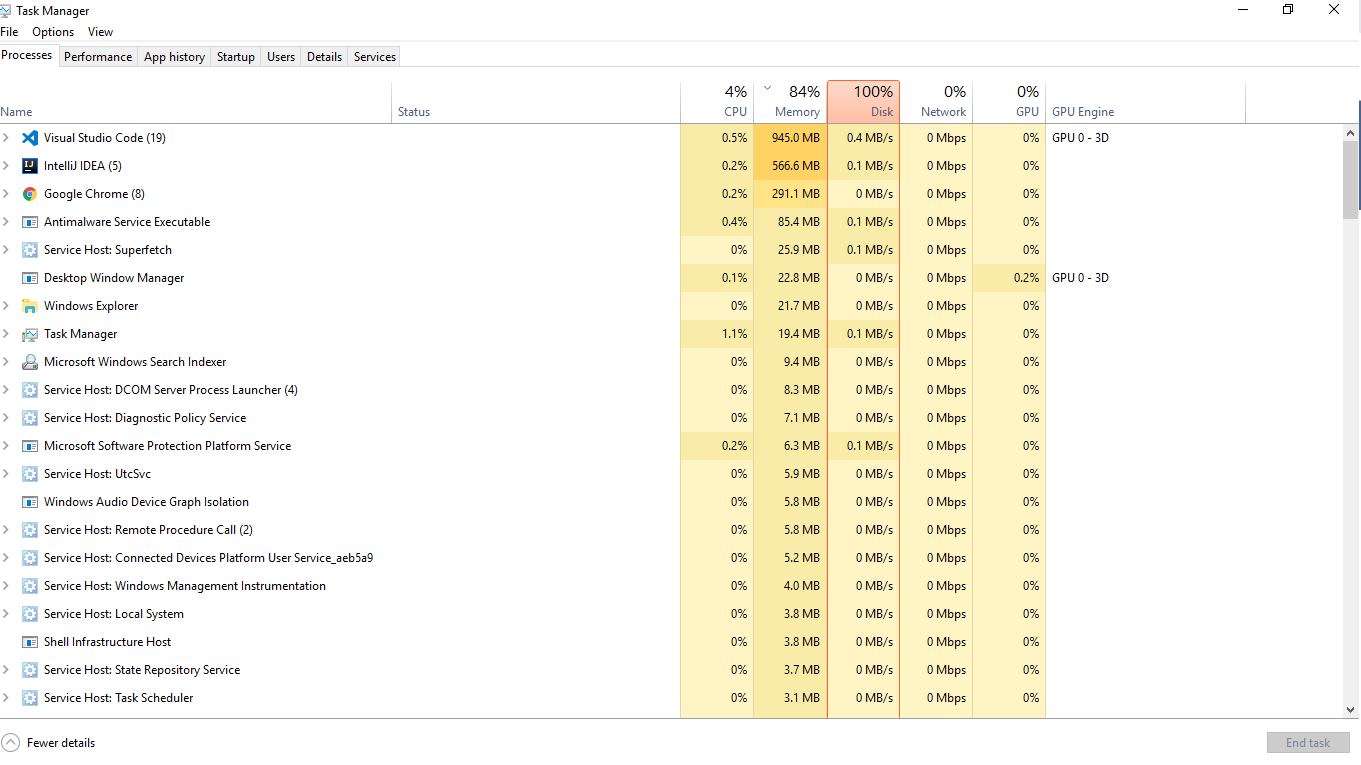 Task Manager
File Options View
Processes Performance App history Startup Users Details Services
4% 84% 100% 0% 0%
Name Status CPU Memory Disk Network GPU GPU Engine
Visual Studio Code (19) 0.5% 945.0 MB 0.4 MB/s 0 Mbps 0% GPU 0 - 3D
IJ IntelliJ IDEA (5) 0.2% 566.6 MB 0.1 MB/s 0 Mbps 0%
Google Chrome (8) 0.2% 291.1 MB 0 MB/s 0 Mbps 0%
Antimalware Service Executable 0.4% 85.4 MB 0.1 MB/s 0 Mbps 0%
Service Host: Superfetch 0% 25.9 MB 0.1 MB/s 0 Mbps 0%
Desktop Window Manager 0.1% 22.8 MB 0 MB/s 0 Mbps 0.2% GPU 0 - 3D
Windows Explorer 0% 21.7 MB 0 MB/s 0 Mbps 0%
Task Manager 1.1% 19.4 MB 0.1 MB/s 0 Mbps 0%
Microsoft Windows Search Indexer 0% 9.4 MB 0 MB/s 0 Mbps 0%
Service Host: DCOM Server Process Launcher (4) 0% 8.3 MB 0 MB/s 0 Mbps 0%
Service Host: Diagnostic Policy Service 0% 7.1 MB 0 MB/s 0 Mbps 0%
Microsoft Software Protection Platform Service 0.2% 6.3 MB 0.1 MB/s 0 Mbps 0%
Service Host: UtcSvc 0% 5.9 MB 0 MB/s 0 Mbps 0%
Windows Audio Device Graph Isolation 0% 5.8 MB 0 MB/s 0 Mbps 0%
Service Host: Remote Procedure Call (2) 0% 5.8 MB 0 MB/s 0 Mbps 0%
Service Host: Connected Devices Platform User Service_aeb5a9 0% 5.2 MB 0 MB/s 0 Mbps 0%
Service Host: Windows Management Instrumentation 0% 4.0 MB 0 MB/s 0 Mbps 0%
Service Host: Local System 0% 3.8 MB 0 MB/s 0 Mbps 0%
Shell Infrastructure Host 0% 3.8 MB 0 MB/s 0 Mbps 0%
Service Host: State Repository Service 0% 3.7 MB 0 MB/s 0 Mbps 0%
Service Host: Task Scheduler 0% 3.1 MB 0 MB/s 0 Mbps 0%
Fewer details End task